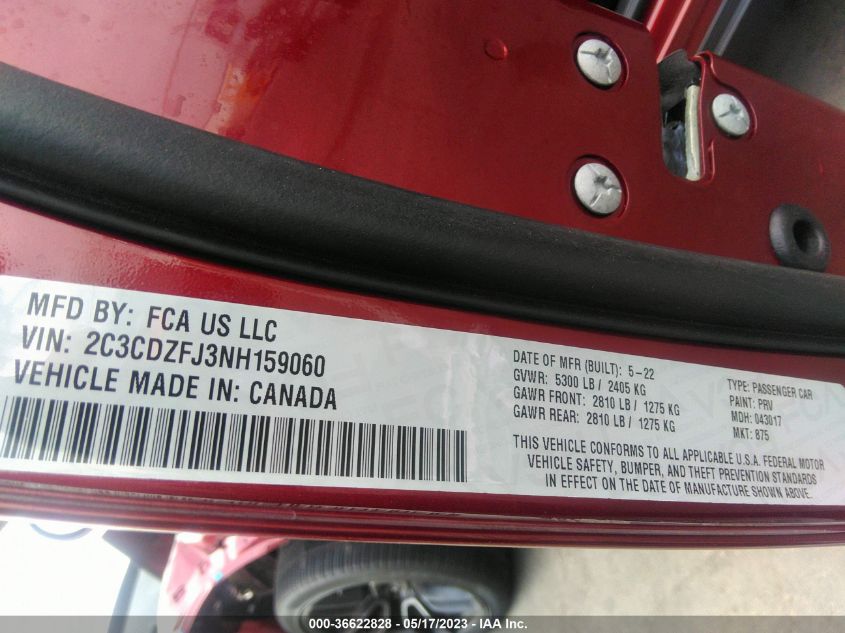 MFD BY: FCA US LLC
VIN: 2C3CDZFJ3NH159060
VEHICLE MADE IN: CANADA
DATE OF MFR (BUILT): 5-22
GVWR: 5300 LB / 2405 KG
GAWR FRONT: 2810 LB / 1275 KG
GAWR REAR: 2810 LB / 1275 KG
TYPE: PASSENGER CAR
PAINT: PRV
MDH: 043017
MKT: 875
THIS VEHICLE CONFORMS TO ALL APPLICABLE U.S.A. FEDERAL MOTOR
VEHICLE SAFETY, BUMPER, AND THEFT PREVENTION STANDARDS
IN EFFECT ON THE DATE OF MANUFACTURE SHOWN ABOVE.
000-36622828 - 05/17/2023 - © IAA Inc.